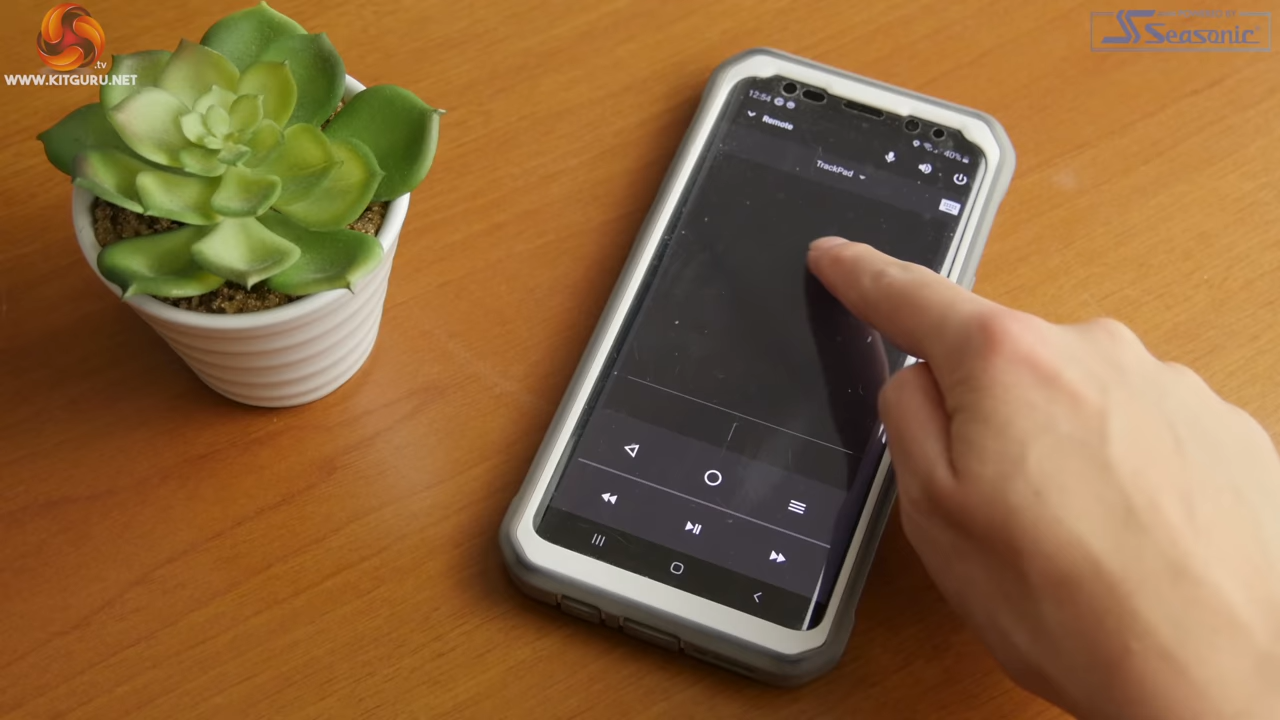 .tv
WWW.KITGURU.NET
Seasonic
12:54
40%
Remote
TrackPad